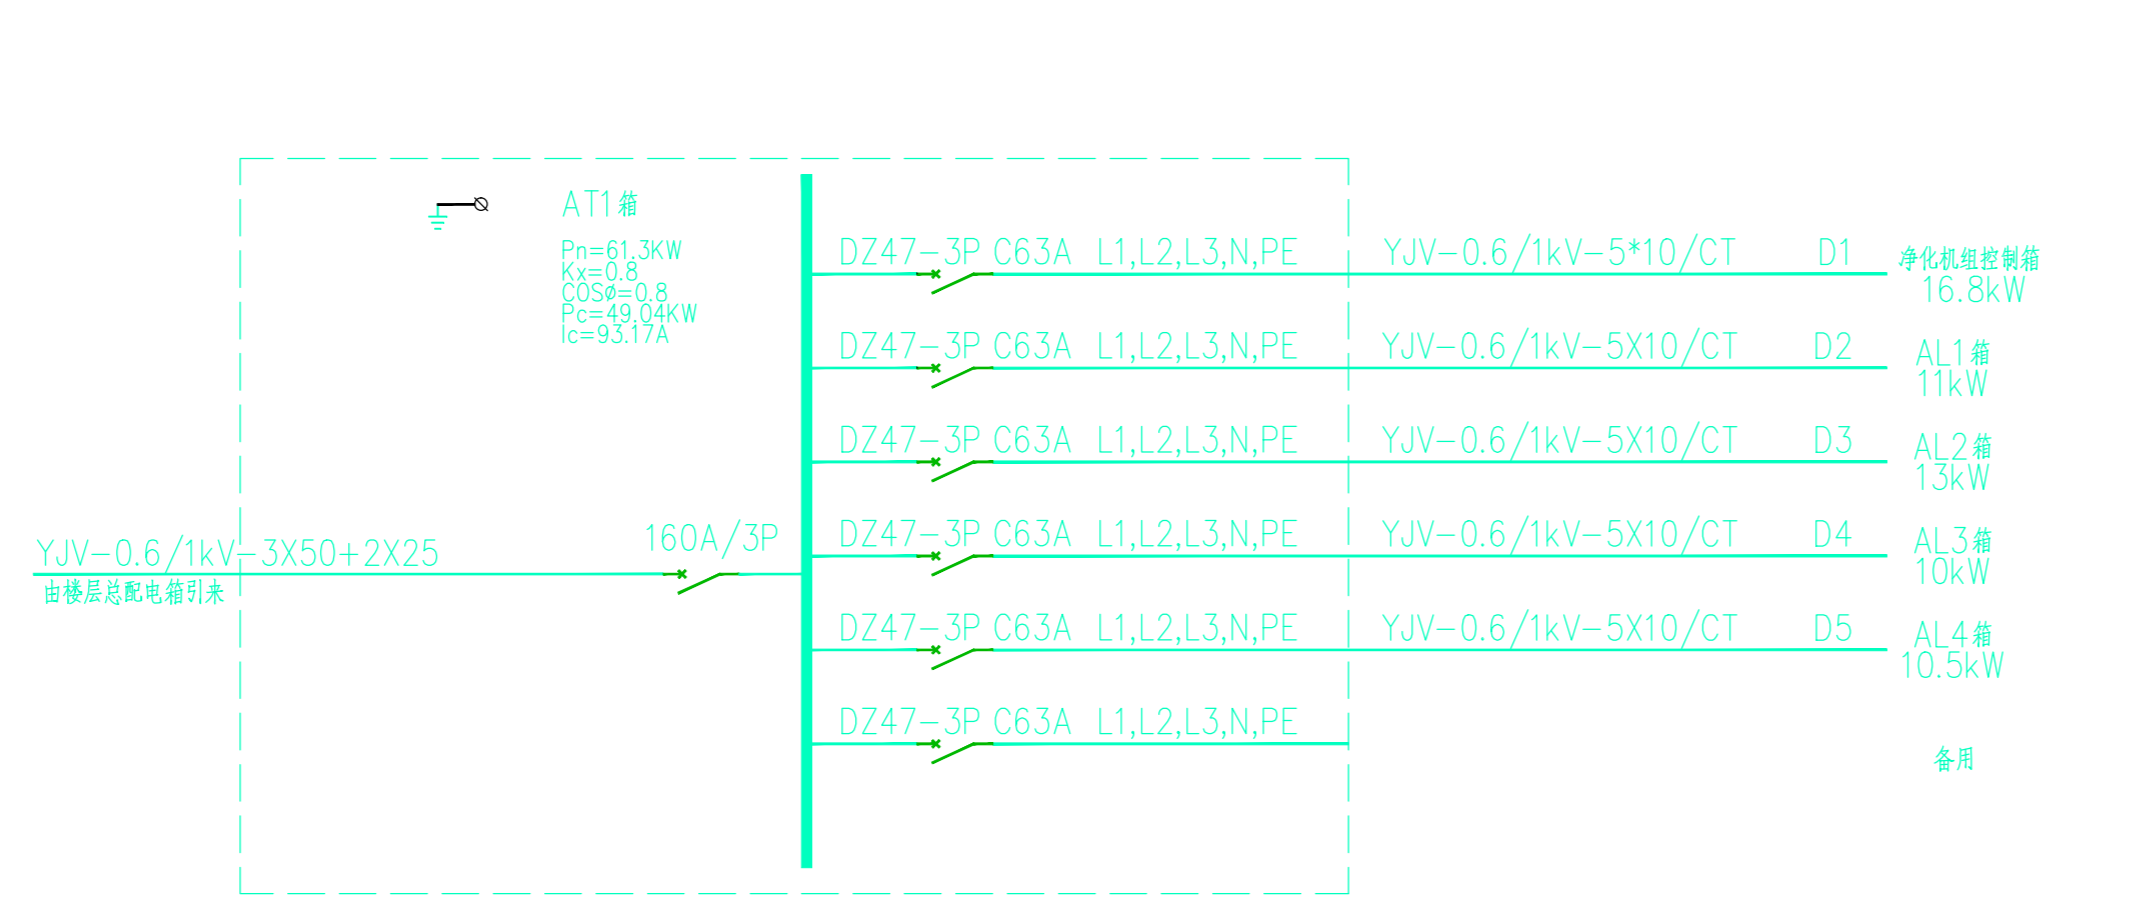 AT1箱
Pn=61.3KW
Kx=0.8
COSø=0.8
Pc=49.04KW
Ic=93.17A
YJV-0.6/1kV-3X50+2X25
由楼层总配电箱引来
160A/3P
DZ47-3P C63A L1,L2,L3,N,PE YJV-0.6/1kV-5*10/CT D1
净化机组控制箱
16.8kW
DZ47-3P C63A L1,L2,L3,N,PE YJV-0.6/1kV-5X10/CT D2
AL1箱
11kW
DZ47-3P C63A L1,L2,L3,N,PE YJV-0.6/1kV-5X10/CT D3
AL2箱
13kW
DZ47-3P C63A L1,L2,L3,N,PE YJV-0.6/1kV-5X10/CT D4
AL3箱
10kW
DZ47-3P C63A L1,L2,L3,N,PE YJV-0.6/1kV-5X10/CT D5
AL4箱
10.5kW
DZ47-3P C63A L1,L2,L3,N,PE
备用